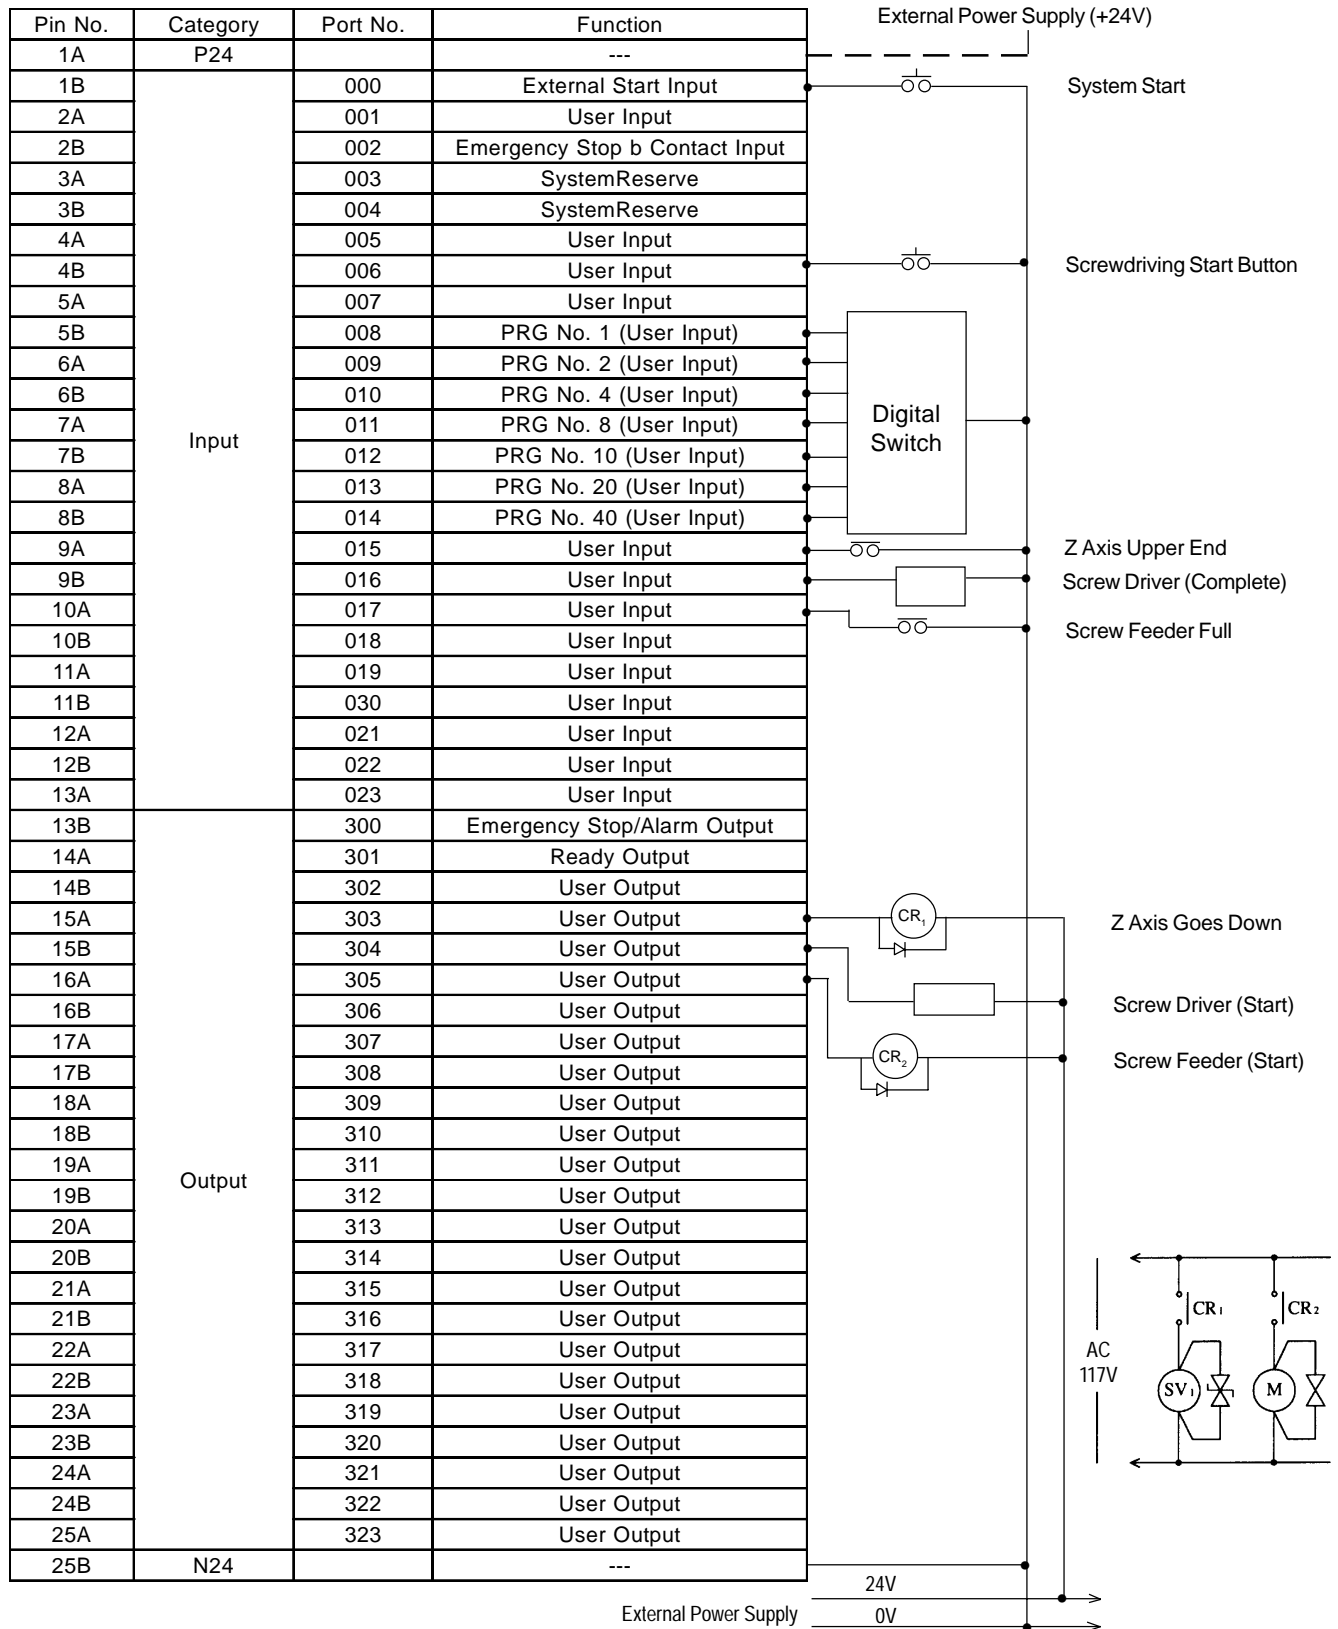 External Power Supply (+24V)
Pin No. Category Port No. Function
1A P24 ---
1B 000 External Start Input System Start
2A 001 User Input
2B 002 Emergency Stop b Contact Input
3A 003 SystemReserve
3B 004 SystemReserve
4A 005 User Input
4B 006 User Input Screwdriving Start Button
5A 007 User Input
5B 008 PRG No. 1 (User Input)
6A 009 PRG No. 2 (User Input)
6B 010 PRG No. 4 (User Input)
7A 011 PRG No. 8 (User Input) Digital
Input Switch
7B 012 PRG No. 10 (User Input)
8A 013 PRG No. 20 (User Input)
8B 014 PRG No. 40 (User Input)
9A 015 User Input Z Axis Upper End
9B 016 User Input Screw Driver (Complete)
10A 017 User Input
10B 018 User Input Screw Feeder Full
11A 019 User Input
11B 030 User Input
12A 021 User Input
12B 022 User Input
13A 023 User Input
13B 300 Emergency Stop/Alarm Output
14A 301 Ready Output
14B 302 User Output
15A 303 User Output CR1 Z Axis Goes Down
15B 304 User Output
16A 305 User Output
16B 306 User Output Screw Driver (Start)
17A 307 User Output
17B 308 User Output CR2 Screw Feeder (Start)
18A 309 User Output
18B 310 User Output
19A 311 User Output
Output
19B 312 User Output
20A 313 User Output
20B 314 User Output
21A 315 User Output
21B 316 User Output CR1 CR2
22A 317 User Output AC
22B 318 User Output 117V SV1 M
23A 319 User Output
23B 320 User Output
24A 321 User Output
24B 322 User Output
25A 323 User Output
25B N24 ---
24V
External Power Supply 0V